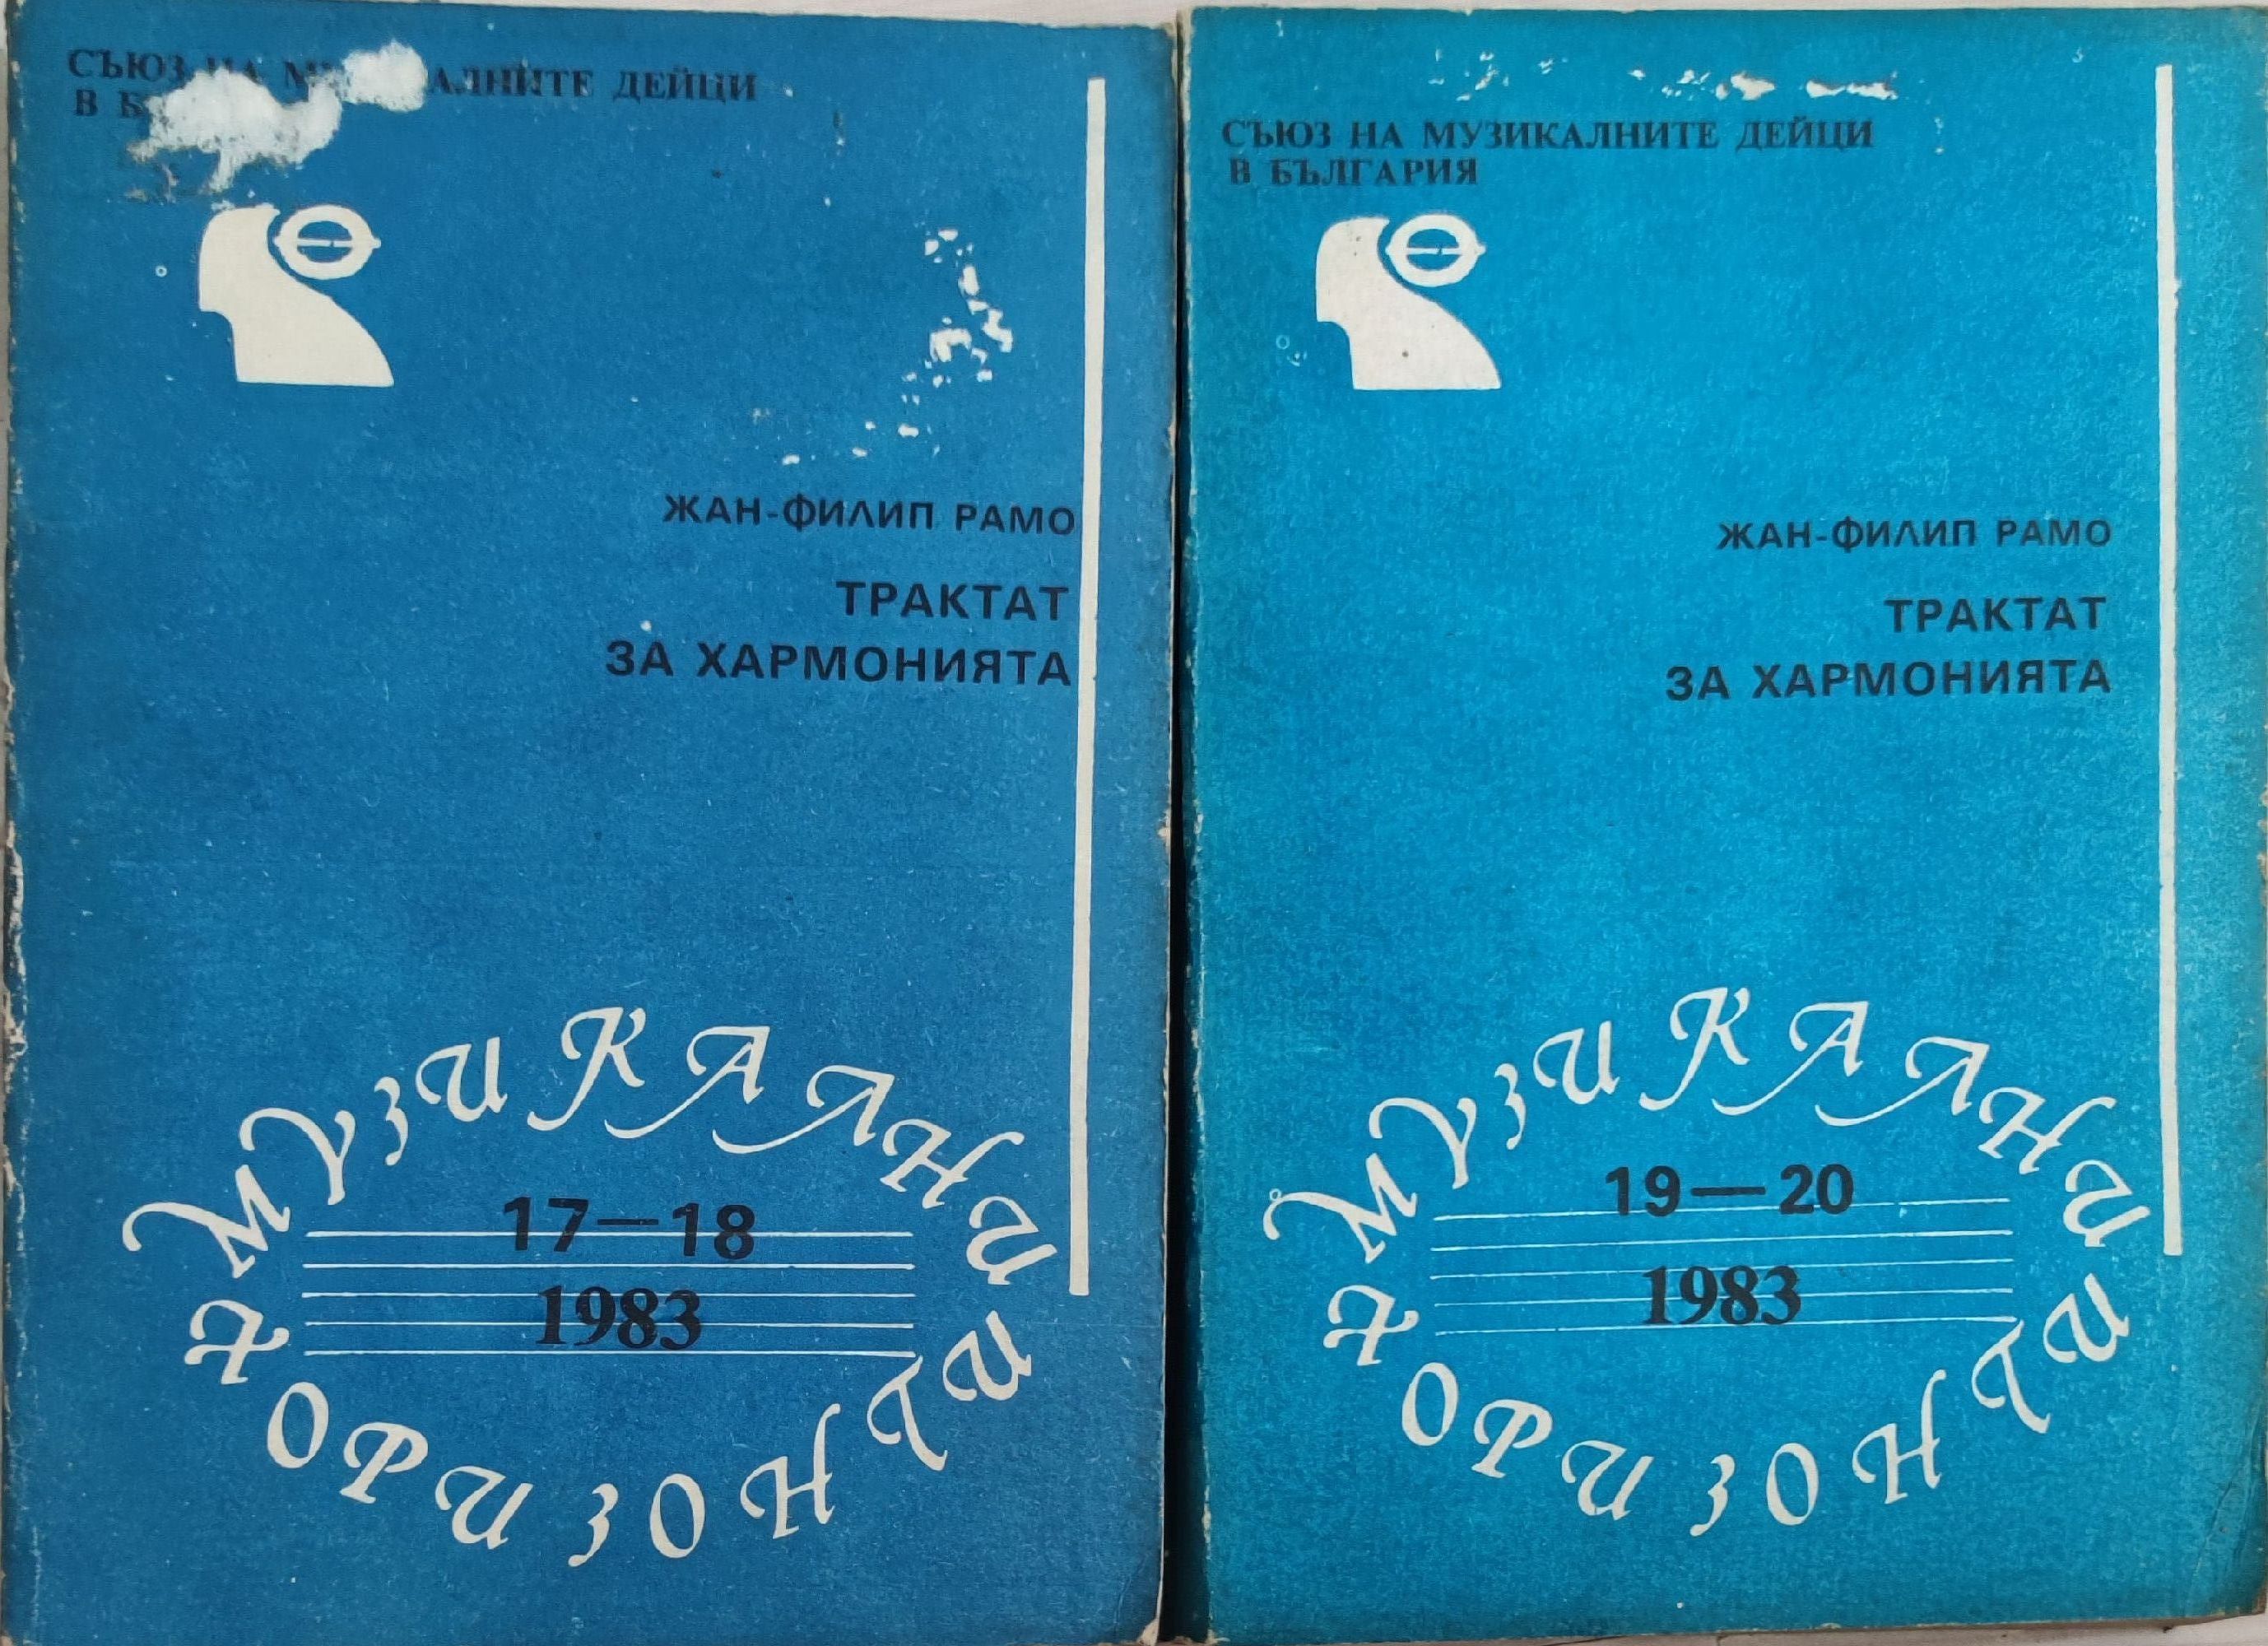 СЪЮЗ НА АЛНИТЕ ДЕЙЦИ
В
ЖАН-ФИЛИП РАМО
ТРАКТАТ
ЗА ХАРМОНИЯТА
МУЗИКАЛНИ
17—18
1983
ХОРИЗОНТИ
СЪЮЗ НА МУЗИКАЛНИТЕ ДЕЙЦИ
В БЪЛГАРИЯ
ЖАН-ФИЛИП РАМО
ТРАКТАТ
ЗА ХАРМОНИЯТА
МУЗИКАЛНИ
19—20
1983
ХОРИЗОНТИ